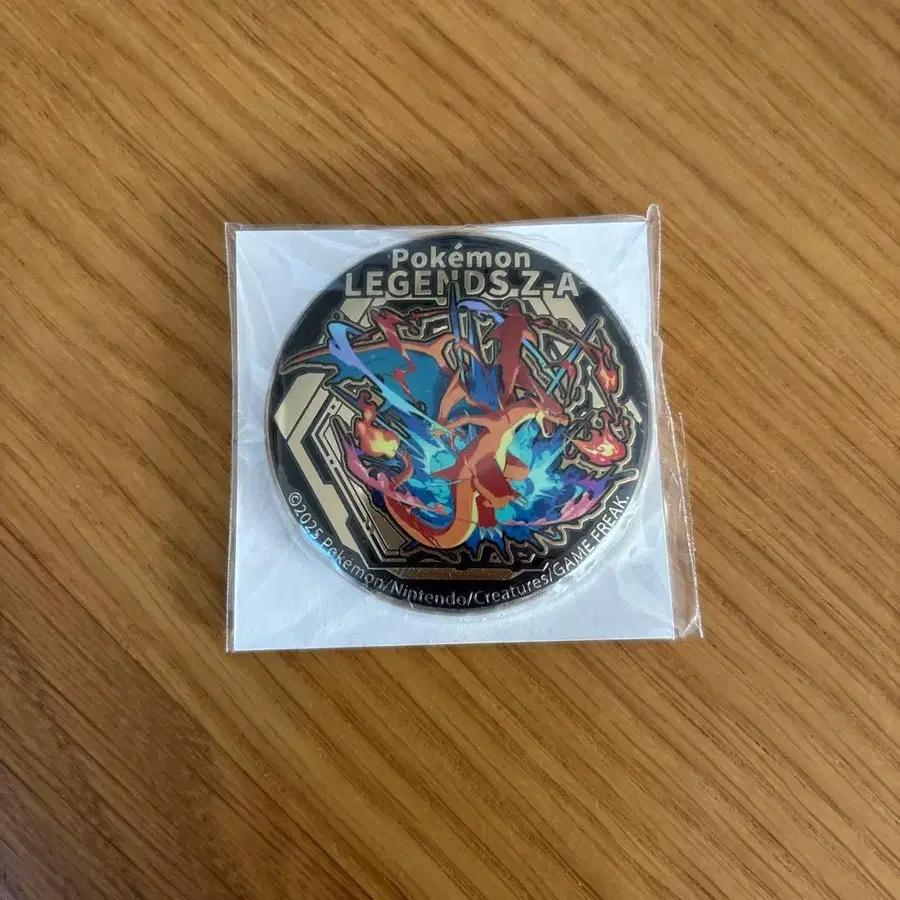 Pokémon
LEGENDS Z-A
©2025 Pokémon/Nintendo/Creatures/GAME FREAK.